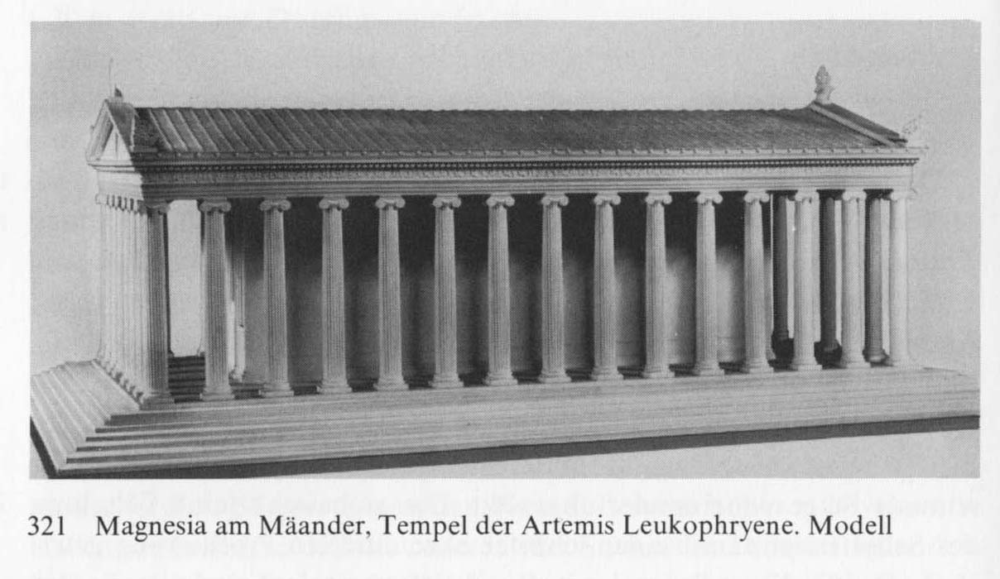 321 Magnesia am Mäander, Tempel der Artemis Leukophryene. Modell